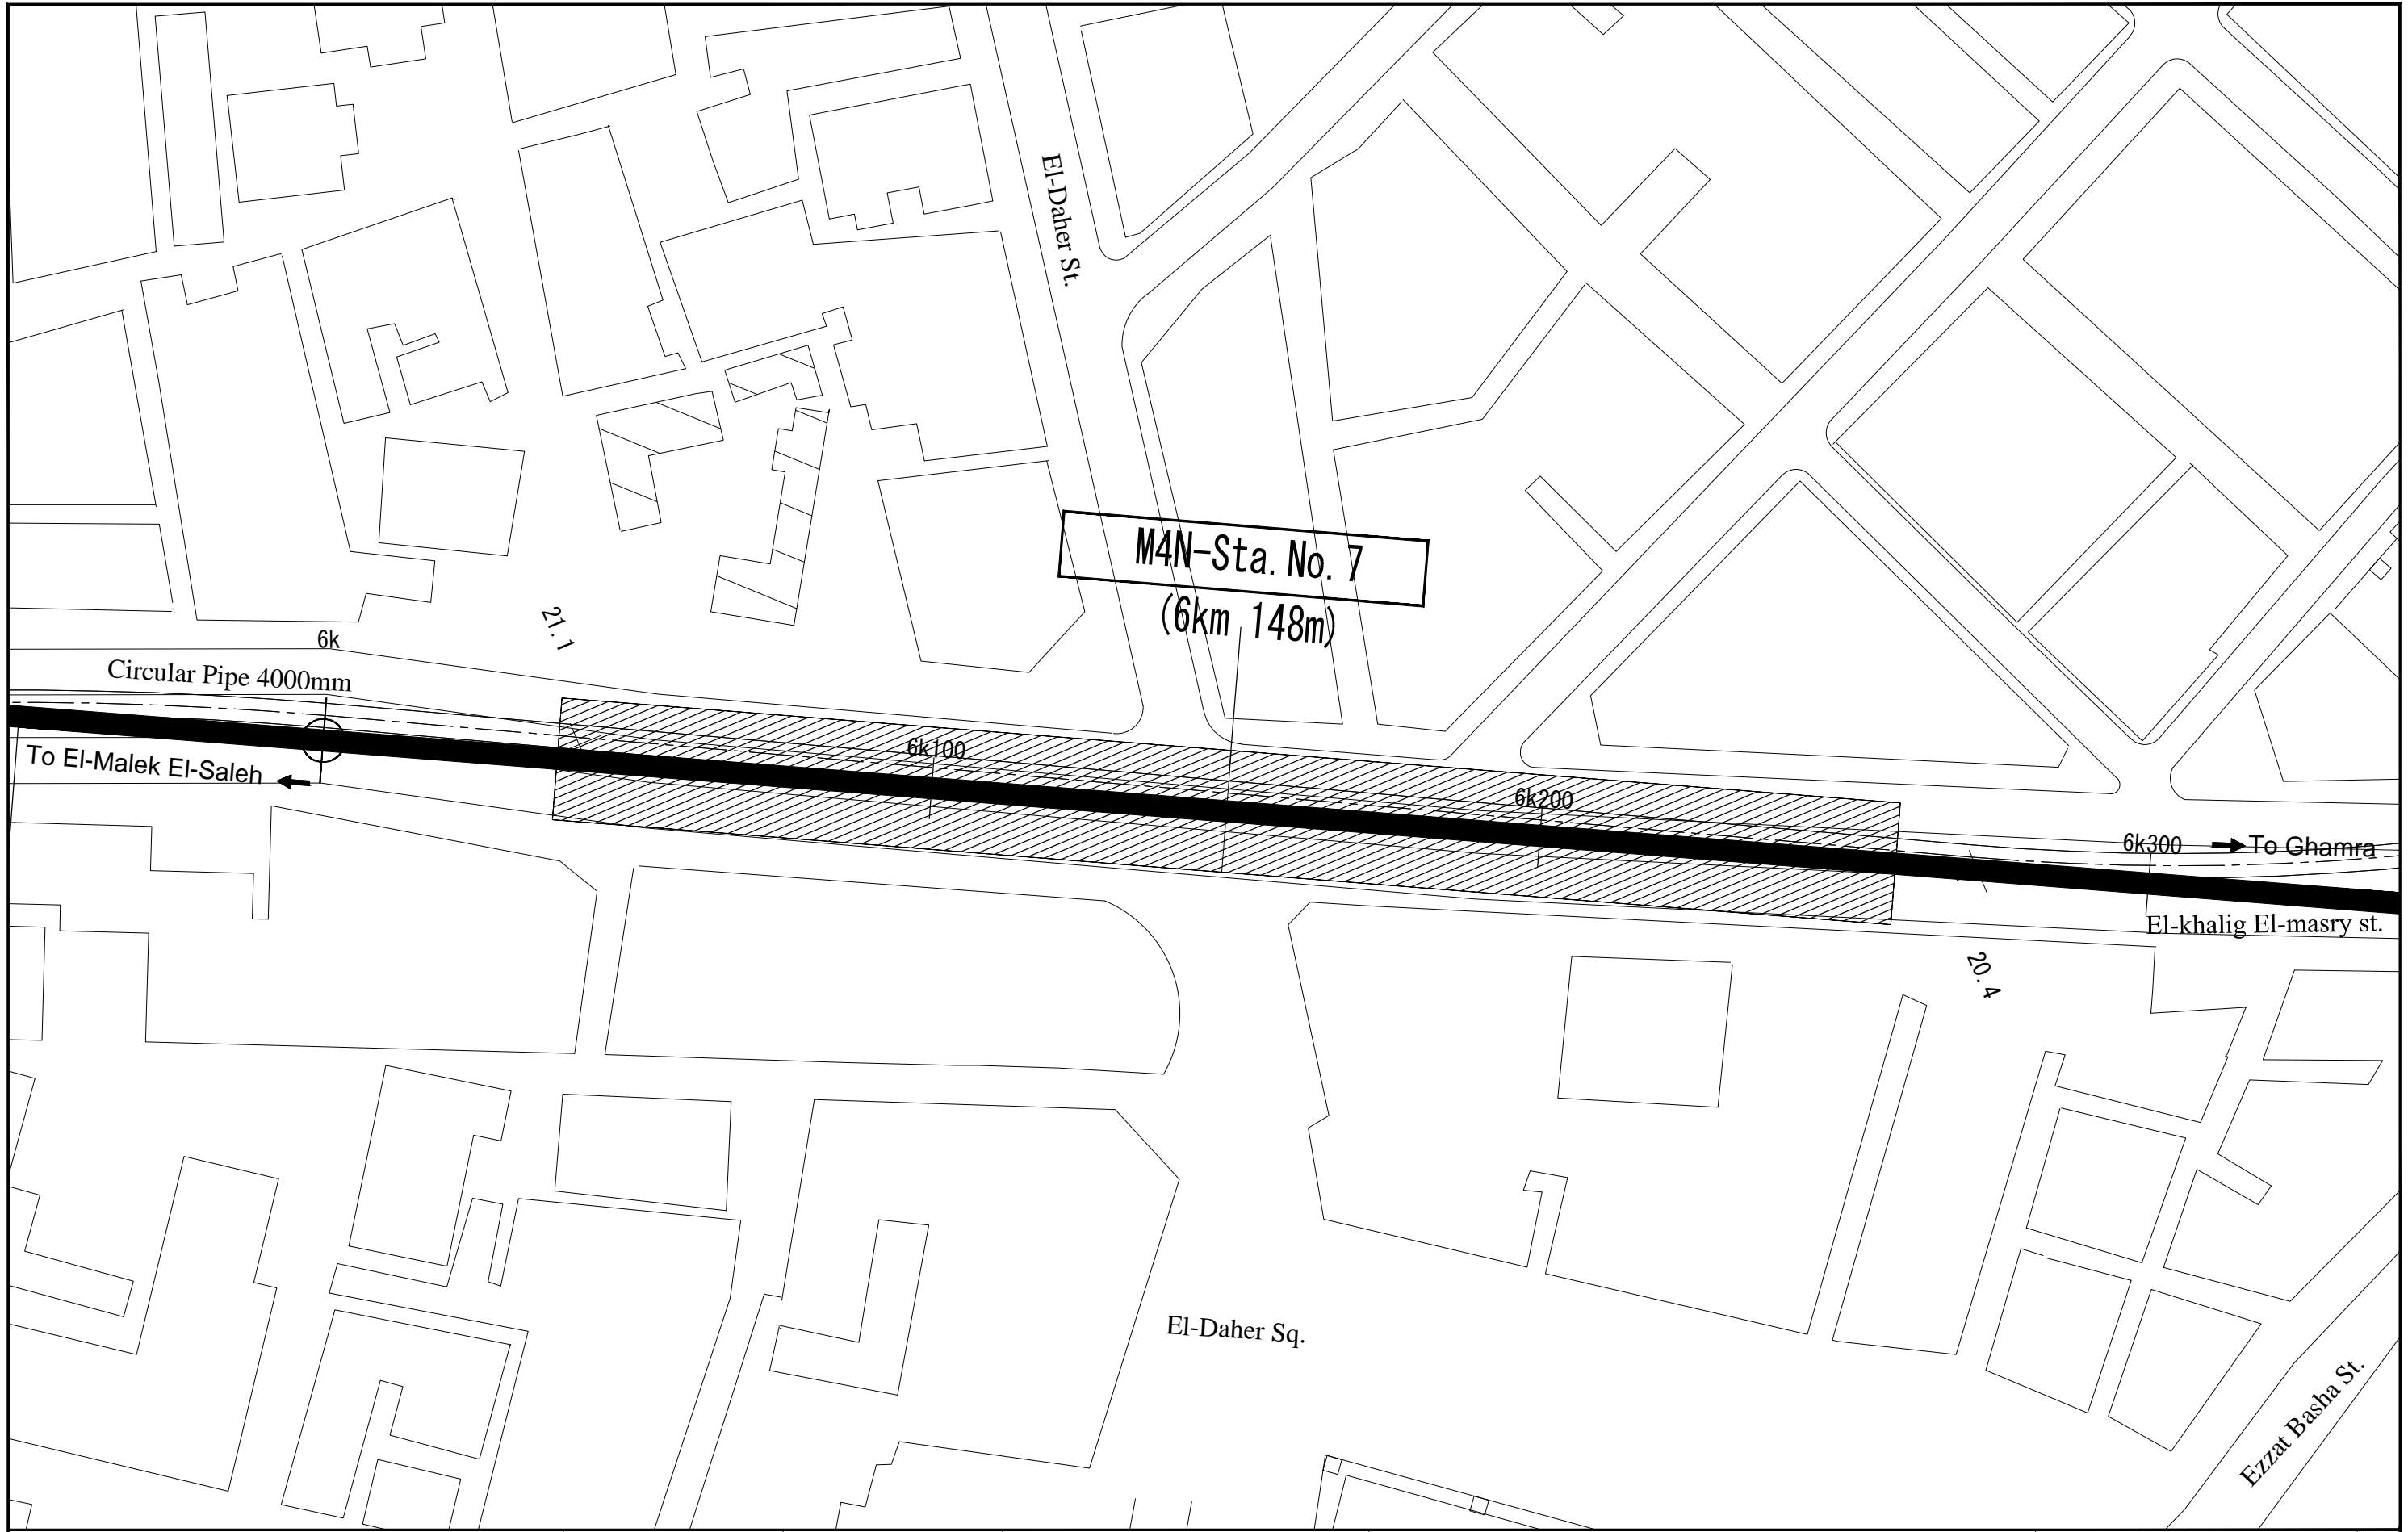 El-Daher St.
M4N-Sta. No. 7
(6km 148m)
21. 1
6k
Circular Pipe 4000mm
To El-Malek El-Saleh
6k100
6k200
6k300
To Ghamra
El-khalig El-masry st.
20. 4
El-Daher Sq.
Ezzat Basha St.